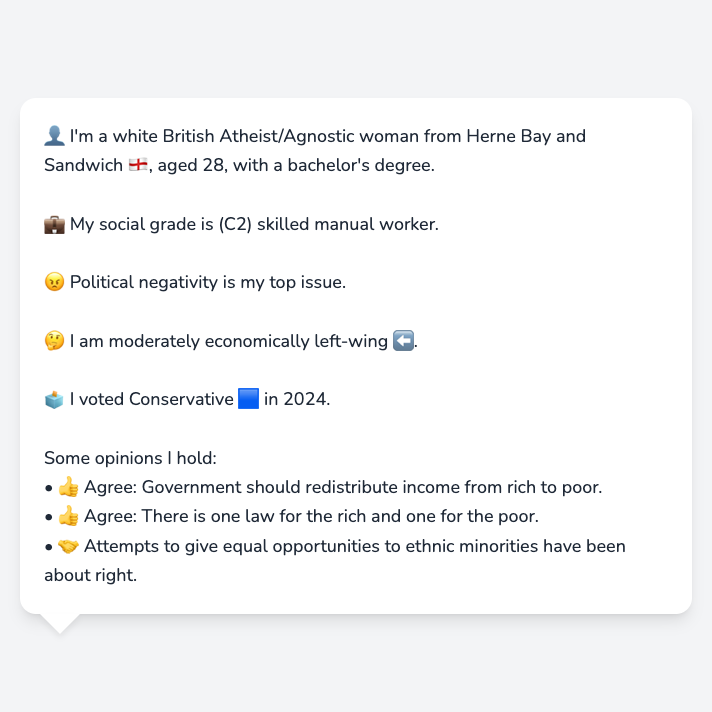 👤 I'm a white British Atheist/Agnostic woman from Herne Bay and
Sandwich 🏴󠁧󠁢󠁥󠁮󠁧󠁿, aged 28, with a bachelor's degree.
💼 My social grade is (C2) skilled manual worker.
😠 Political negativity is my top issue.
🤔 I am moderately economically left-wing ⬅️.
🗳️ I voted Conservative 🟦 in 2024.
Some opinions I hold:
• 👍 Agree: Government should redistribute income from rich to poor.
• 👍 Agree: There is one law for the rich and one for the poor.
• 🤝 Attempts to give equal opportunities to ethnic minorities have been
about right.